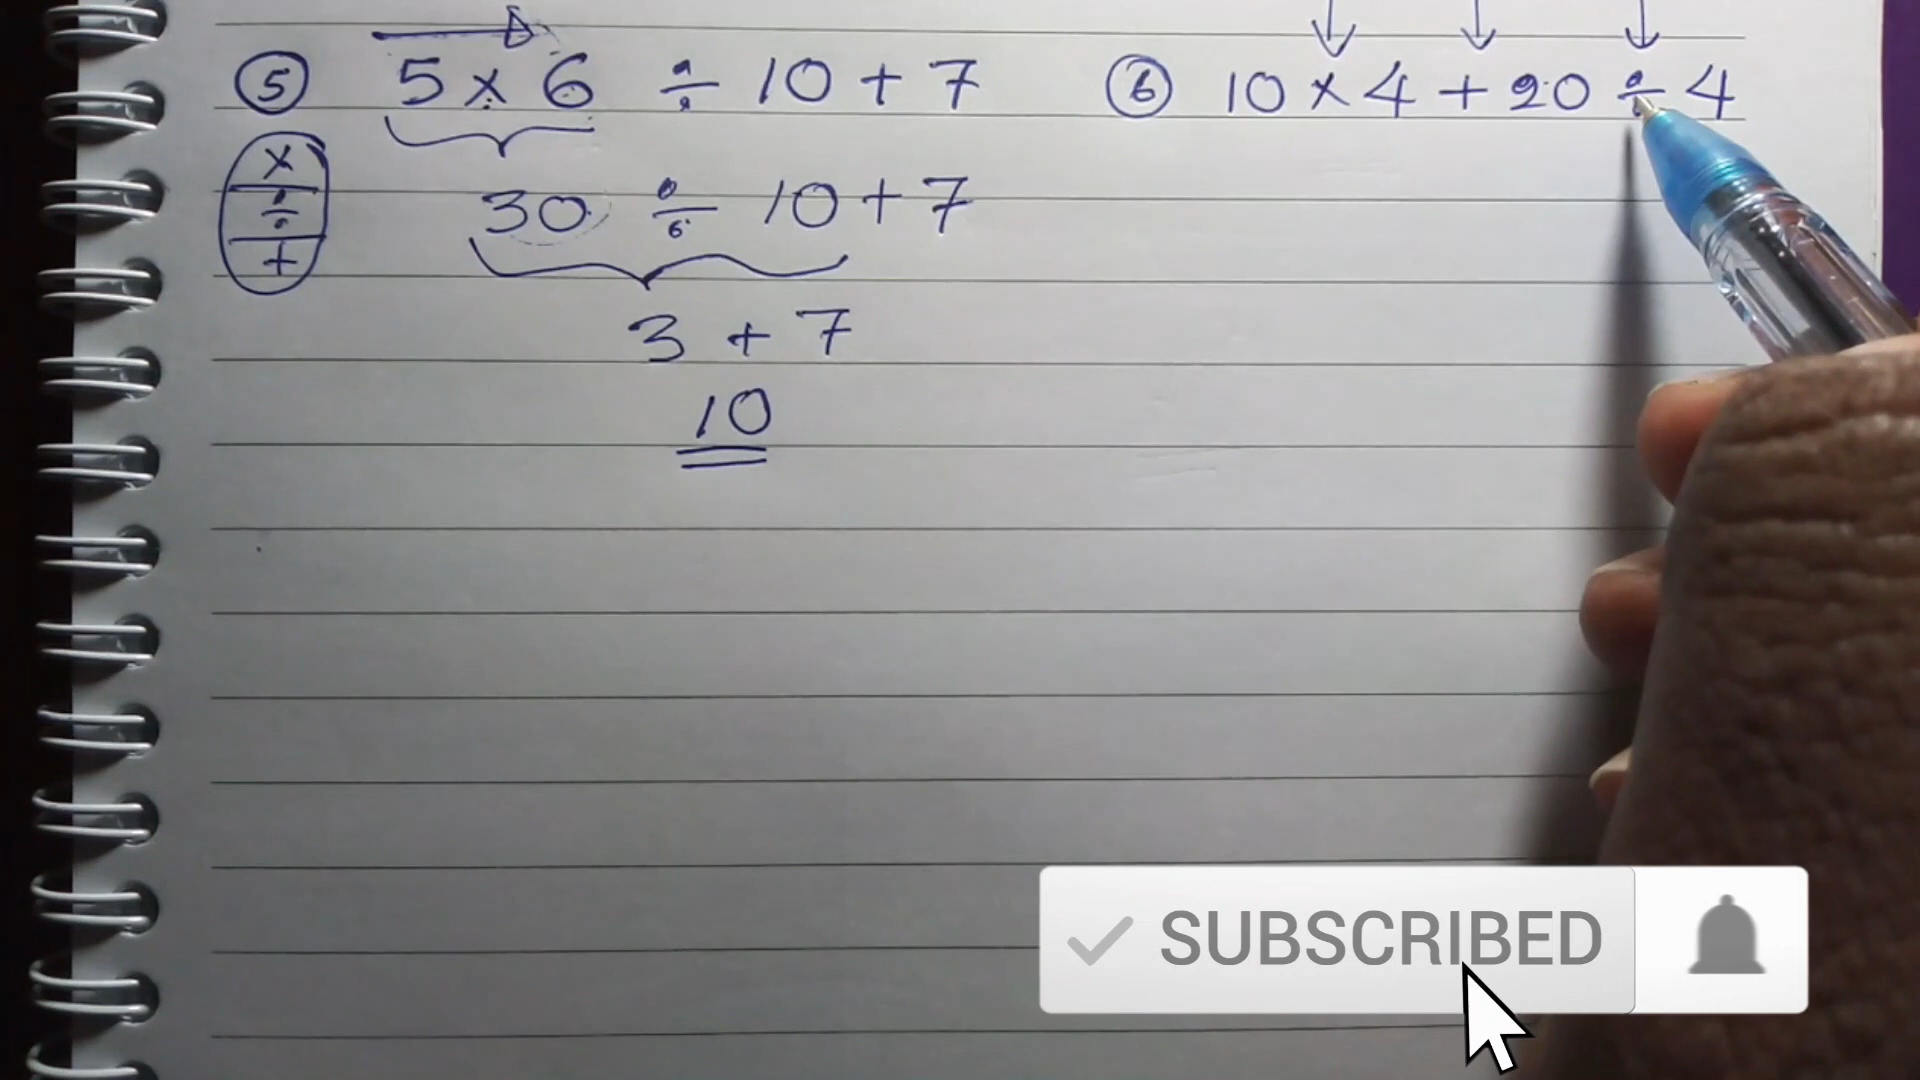 ⑤ 5 × 6 ÷ 10 + 7
×
÷
+
30 ÷ 10 + 7
3 + 7
10
⑥ 10 × 4 + 20 ÷ 4
SUBSCRIBED